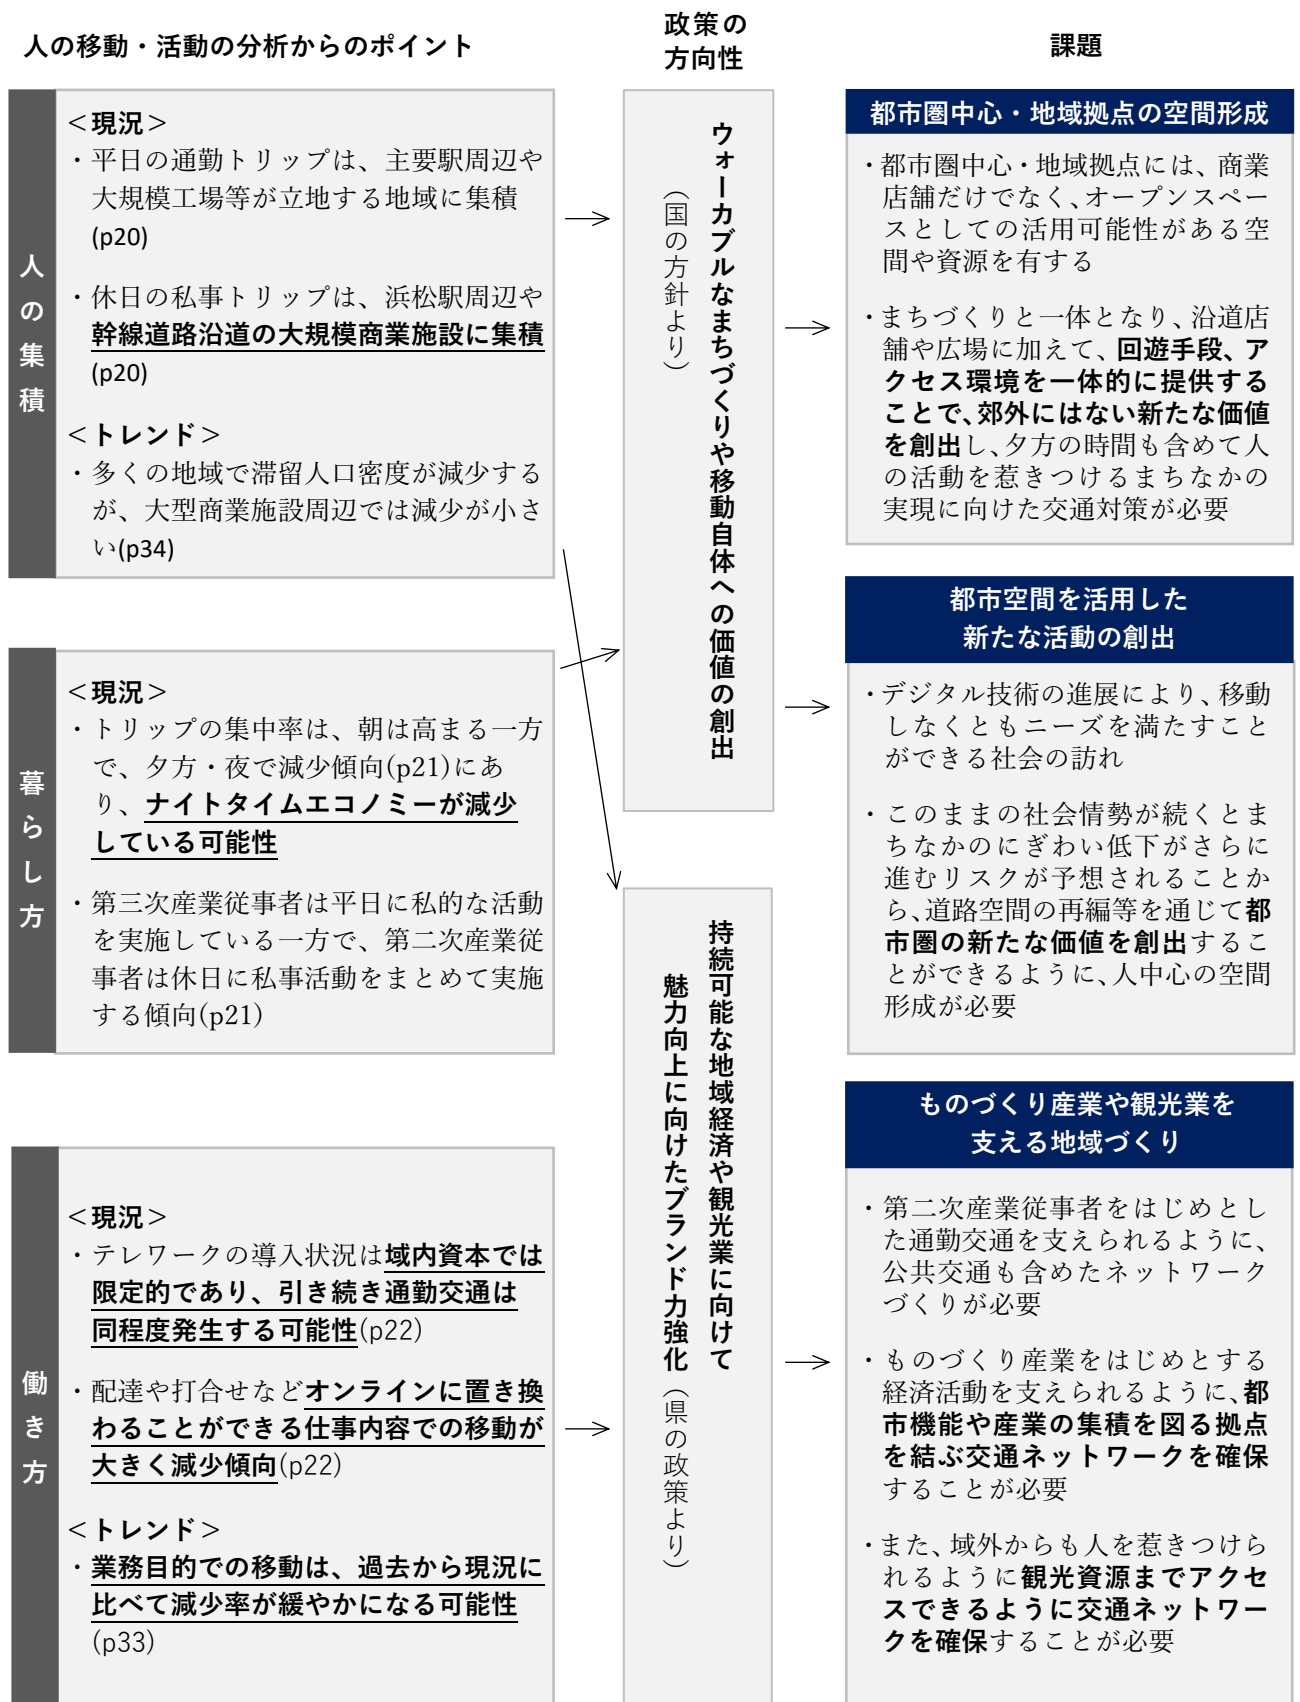 人の移動・活動の分析からのポイント
政策の
方向性
課題
人の集積
＜現況＞
・平日の通勤トリップは、主要駅周辺や
大規模工場等が立地する地域に集積
(p20)
・休日の私事トリップは、浜松駅周辺や
幹線道路沿道の大規模商業施設に集積
(p20)
＜トレンド＞
・多くの地域で滞留人口密度が減少する
が、大型商業施設周辺では減少が小さ
い(p34)
暮らし方
＜現況＞
・トリップの集中率は、朝は高まる一方
で、夕方・夜で減少傾向(p21)にあ
り、ナイトタイムエコノミーが減少
している可能性
・第三次産業従事者は平日に私的な活動
を実施している一方で、第二次産業従
事者は休日に私事活動をまとめて実施
する傾向(p21)
働き方
＜現況＞
・テレワークの導入状況は域内資本では
限定的であり、引き続き通勤交通は
同程度発生する可能性(p22)
・配達や打合せなどオンラインに置き換
わることができる仕事内容での移動が
大きく減少傾向(p22)
＜トレンド＞
・業務目的での移動は、過去から現況に
比べて減少率が緩やかになる可能性
(p33)
ウォーカブルなまちづくりや移動自体への価値の創出
（国の方針より）
持続可能な地域経済や観光業に向けて
魅力向上に向けたブランド力強化（県の政策より）
都市圏中心・地域拠点の空間形成
・都市圏中心・地域拠点には、商業
店舗だけでなく、オープンスペー
スとしての活用可能性がある空
間や資源を有する
・まちづくりと一体となり、沿道店
舗や広場に加えて、回遊手段、ア
クセス環境を一体的に提供する
ことで、郊外にはない新たな価値
を創出し、夕方の時間も含めて人
の活動を惹きつけるまちなかの
実現に向けた交通対策が必要
都市空間を活用した
新たな活動の創出
・デジタル技術の進展により、移動
しなくともニーズを満たすこと
ができる社会の訪れ
・このままの社会情勢が続くとま
ちなかのにぎわい低下がさらに
進むリスクが予想されることか
ら、道路空間の再編等を通じて都
市圏の新たな価値を創出するこ
とができるように、人中心の空間
形成が必要
ものづくり産業や観光業を
支える地域づくり
・第二次産業従事者をはじめとし
た通勤交通を支えられるように、
公共交通も含めたネットワーク
づくりが必要
・ものづくり産業をはじめとする
経済活動を支えられるように、都
市機能や産業の集積を図る拠点
を結ぶ交通ネットワークを確保
することが必要
・また、域外からも人を惹きつけら
れるように観光資源までアクセ
スできるように交通ネットワー
クを確保することが必要